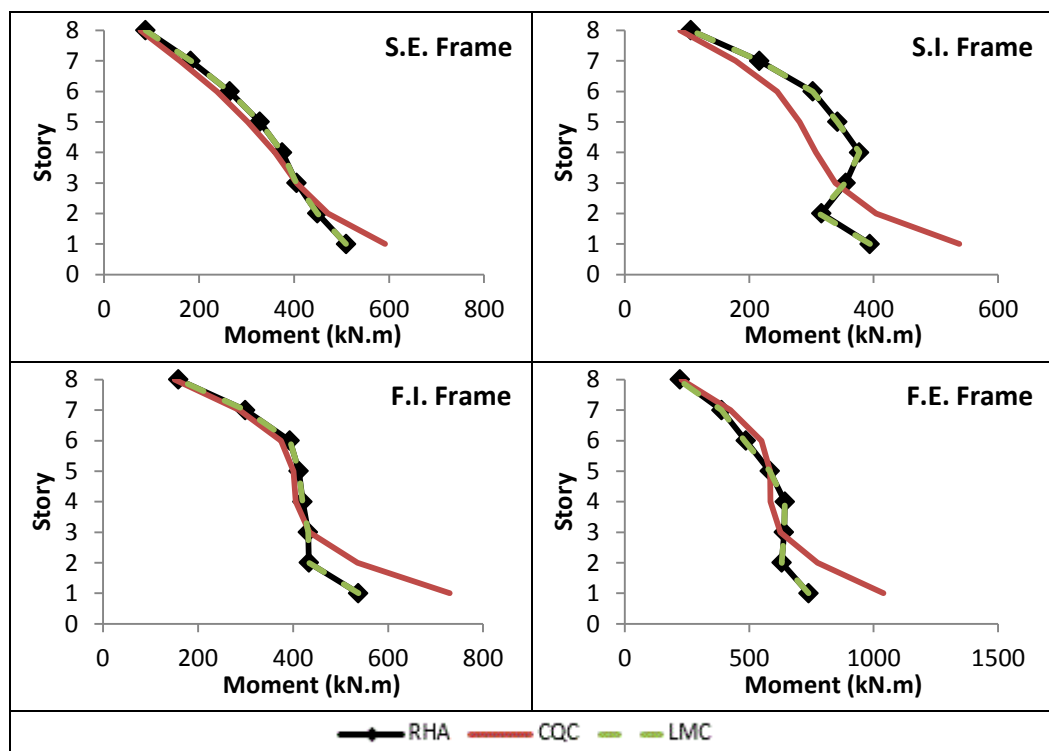 S.E. Frame
8
7
6
5
4
3
2
1
0
Story
0 200 400 600 800
Moment (kN.m)
S.I. Frame
8
7
6
5
4
3
2
1
0
Story
0 200 400 600
Moment (kN.m)
F.I. Frame
8
7
6
5
4
3
2
1
0
Story
0 200 400 600 800
Moment (kN.m)
F.E. Frame
8
7
6
5
4
3
2
1
0
Story
0 500 1000 1500
Moment (kN.m)
RHA CQC LMC